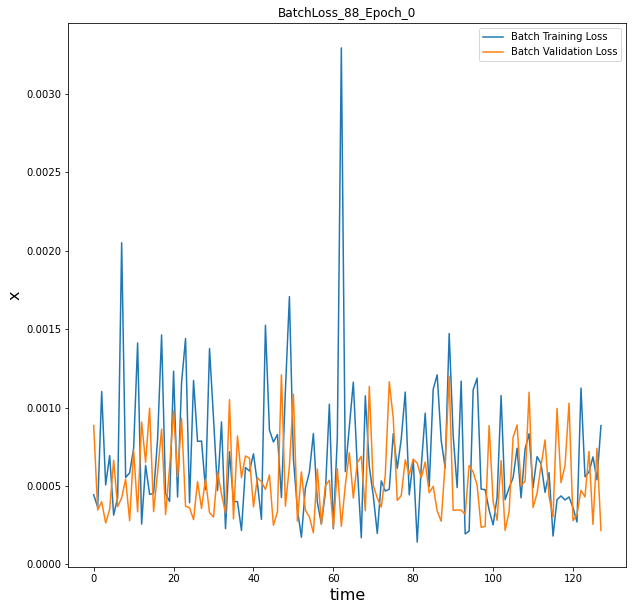 BatchLoss_88_Epoch_0
Batch Training Loss
Batch Validation Loss
0.0030
0.0025
0.0020
0.0015
0.0010
0.0005
0.0000
x
0 20 40 60 80 100 120
time